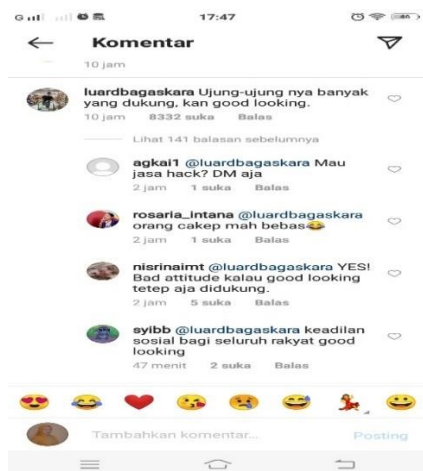 17:47
Komentar
10 jam
luardbagaskara Ujung-ujung nya banyak
yang dukung, kan good looking.
10 jam 8332 suka Balas
Lihat 141 balasan sebelumnya
agkai1 @luardbagaskara Mau
jasa hack? DM aja
2 jam 1 suka Balas
rosaria_intana @luardbagaskara
orang cakep mah bebas😂
2 jam 1 suka Balas
nisrinaimt @luardbagaskara YES!
Bad attitude kalau good looking
tetep aja didukung.
2 jam 5 suka Balas
syibb @luardbagaskara keadilan
sosial bagi seluruh rakyat good
looking
47 menit 2 suka Balas
Tambahkan komentar... Posting